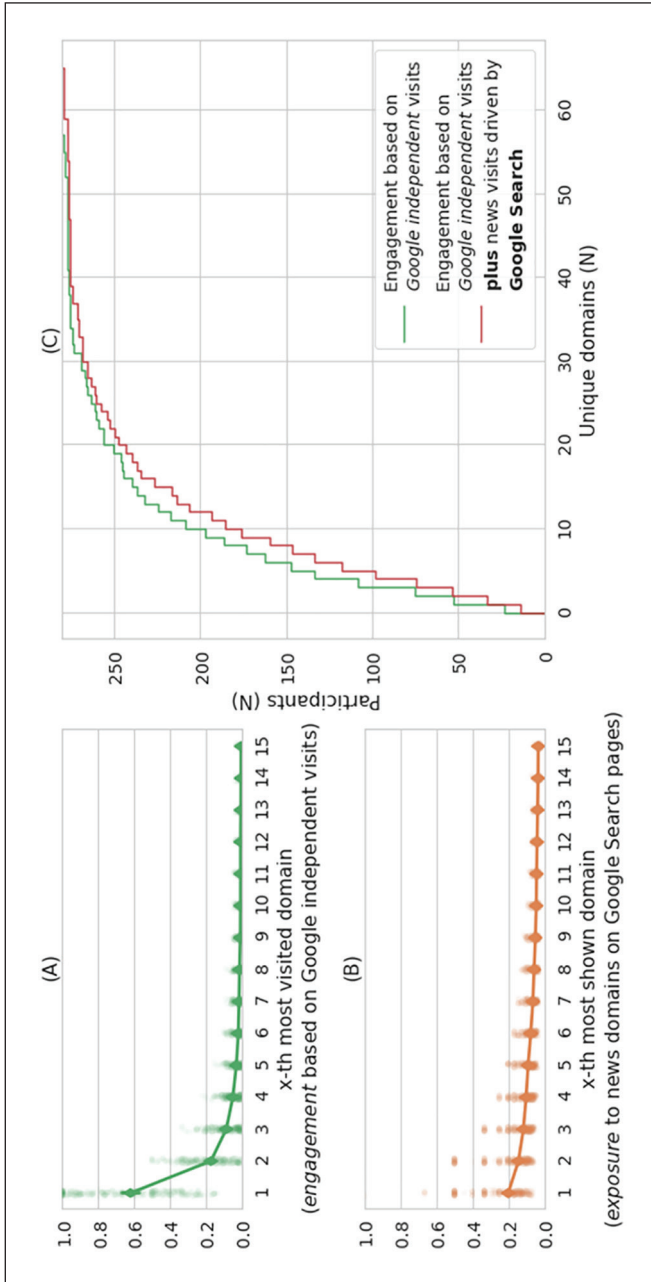 (A)
1.0
0.8
0.6
0.4
0.2
0.0
1 2 3 4 5 6 7 8 9 10 11 12 13 14 15
x-th most visited domain
(engagement based on Google independent visits)
(B)
1.0
0.8
0.6
0.4
0.2
0.0
1 2 3 4 5 6 7 8 9 10 11 12 13 14 15
x-th most shown domain
(exposure to news domains on Google Search pages)
(C)
Participants (N)
250
200
150
100
50
0
0 10 20 30 40 50 60
Unique domains (N)
Engagement based on
Google independent visits
Engagement based on
Google independent visits
plus news visits driven by
Google Search